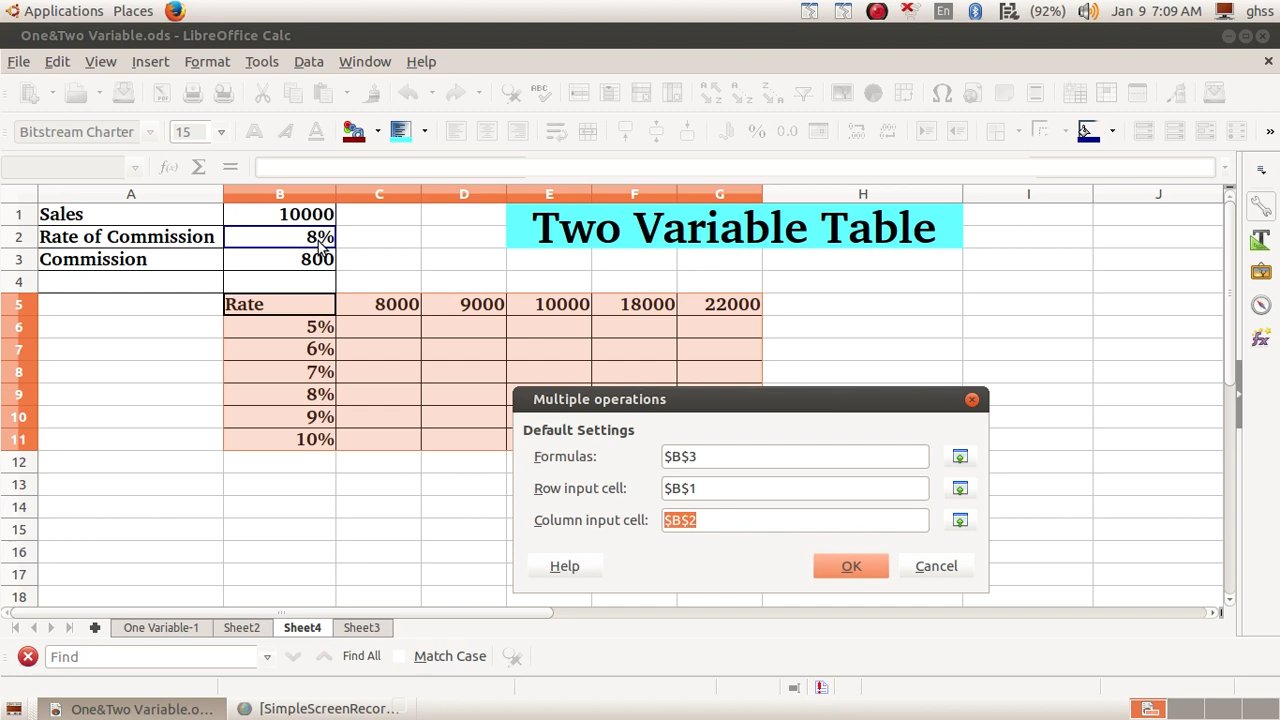 Applications Places En (92%) Jan 9 7:09 AM ghss
One&Two Variable.ods - LibreOffice Calc
File Edit View Insert Format Tools Data Window Help
Bitstream Charter 15
A B C D E F G H I J
1 Sales 10000
Two Variable Table
2 Rate of Commission 8%
3 Commission 800
4
5 Rate 8000 9000 10000 18000 22000
6 5%
7 6%
8 7%
9 8%
10 9%
11 10%
12
13
14
15
16
17
18
Multiple operations
Default Settings
Formulas: $B$3
Row input cell: $B$1
Column input cell: $B$2
Help OK Cancel
One Variable-1 Sheet2 Sheet4 Sheet3
Find Find All Match Case
One&Two Variable.o... [SimpleScreenRecor...